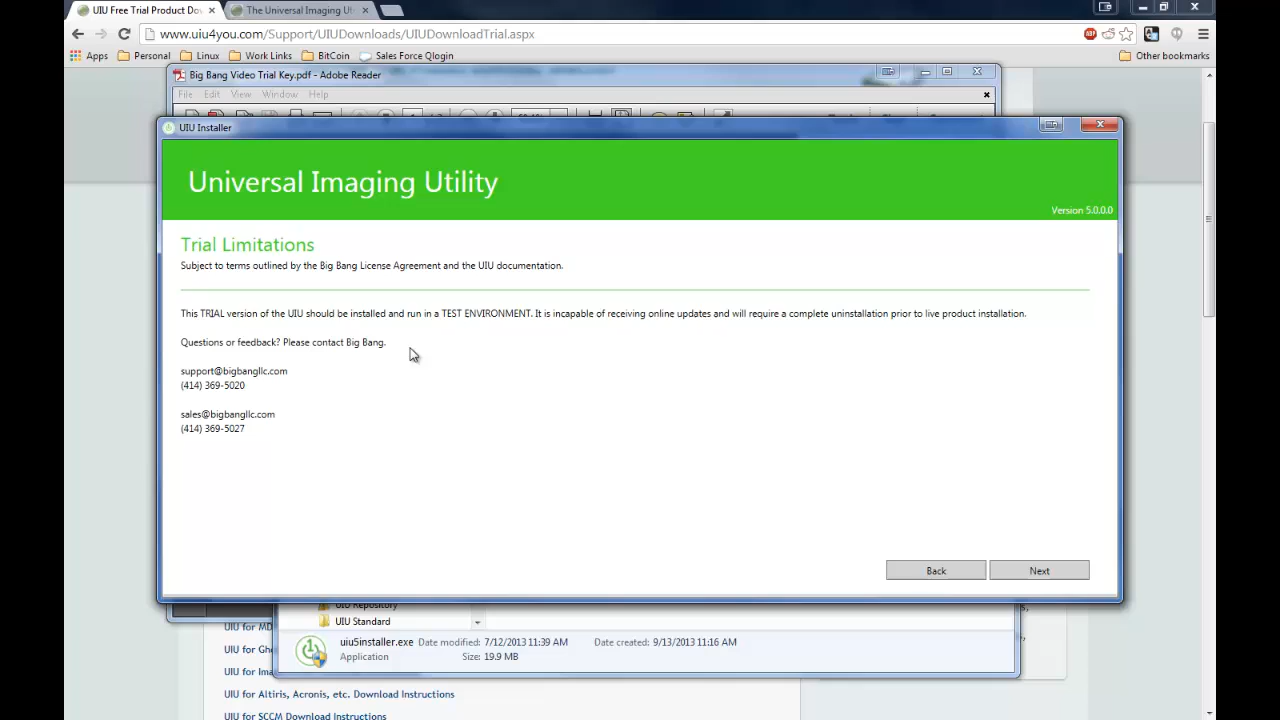 UIU Free Trial Product Do
The Universal Imaging Ut
www.uiu4you.com/Support/UIUDownloads/UIUDownloadTrial.aspx
Apps
Personal
Linux
Work Links
BitCoin
Sales Force Qlogin
Other bookmarks
Big Bang Video Trial Key.pdf - Adobe Reader
File Edit View Window Help
UIU Installer
Universal Imaging Utility
Version 5.0.0.0
Trial Limitations
Subject to terms outlined by the Big Bang License Agreement and the UIU documentation.
This TRIAL version of the UIU should be installed and run in a TEST ENVIRONMENT. It is incapable of receiving online updates and will require a complete uninstallation prior to live product installation.
Questions or feedback? Please contact Big Bang.
support@bigbangllc.com
(414) 369-5020
sales@bigbangllc.com
(414) 369-5027
Back
Next
UIU Repository
UIU Standard
uiu5installer.exe Date modified: 7/12/2013 11:39 AM Date created: 9/13/2013 11:16 AM
Application Size: 19.9 MB
UIU for MD
UIU for Gh
UIU for Ima
UIU for Altiris, Acronis, etc. Download Instructions
UIU for SCCM Download Instructions